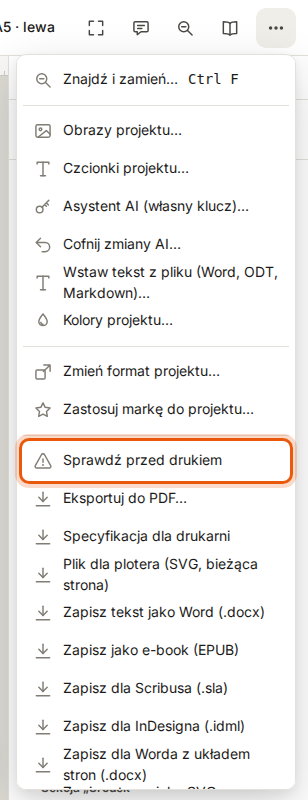 A5 · lewa
Znajdź i zamień... Ctrl F
Obrazy projektu...
Czcionki projektu...
Asystent AI (własny klucz)...
Cofnij zmiany AI...
Wstaw tekst z pliku (Word, ODT,
Markdown)...
Kolory projektu...
Zmień format projektu...
Zastosuj markę do projektu...
Sprawdź przed drukiem
Eksportuj do PDF...
Specyfikacja dla drukarni
Plik dla plotera (SVG, bieżąca
strona)
Zapisz tekst jako Word (.docx)
Zapisz jako e-book (EPUB)
Zapisz dla Scribusa (.sla)
Zapisz dla InDesigna (.idml)
Zapisz dla Worda z układem
stron (.docx)